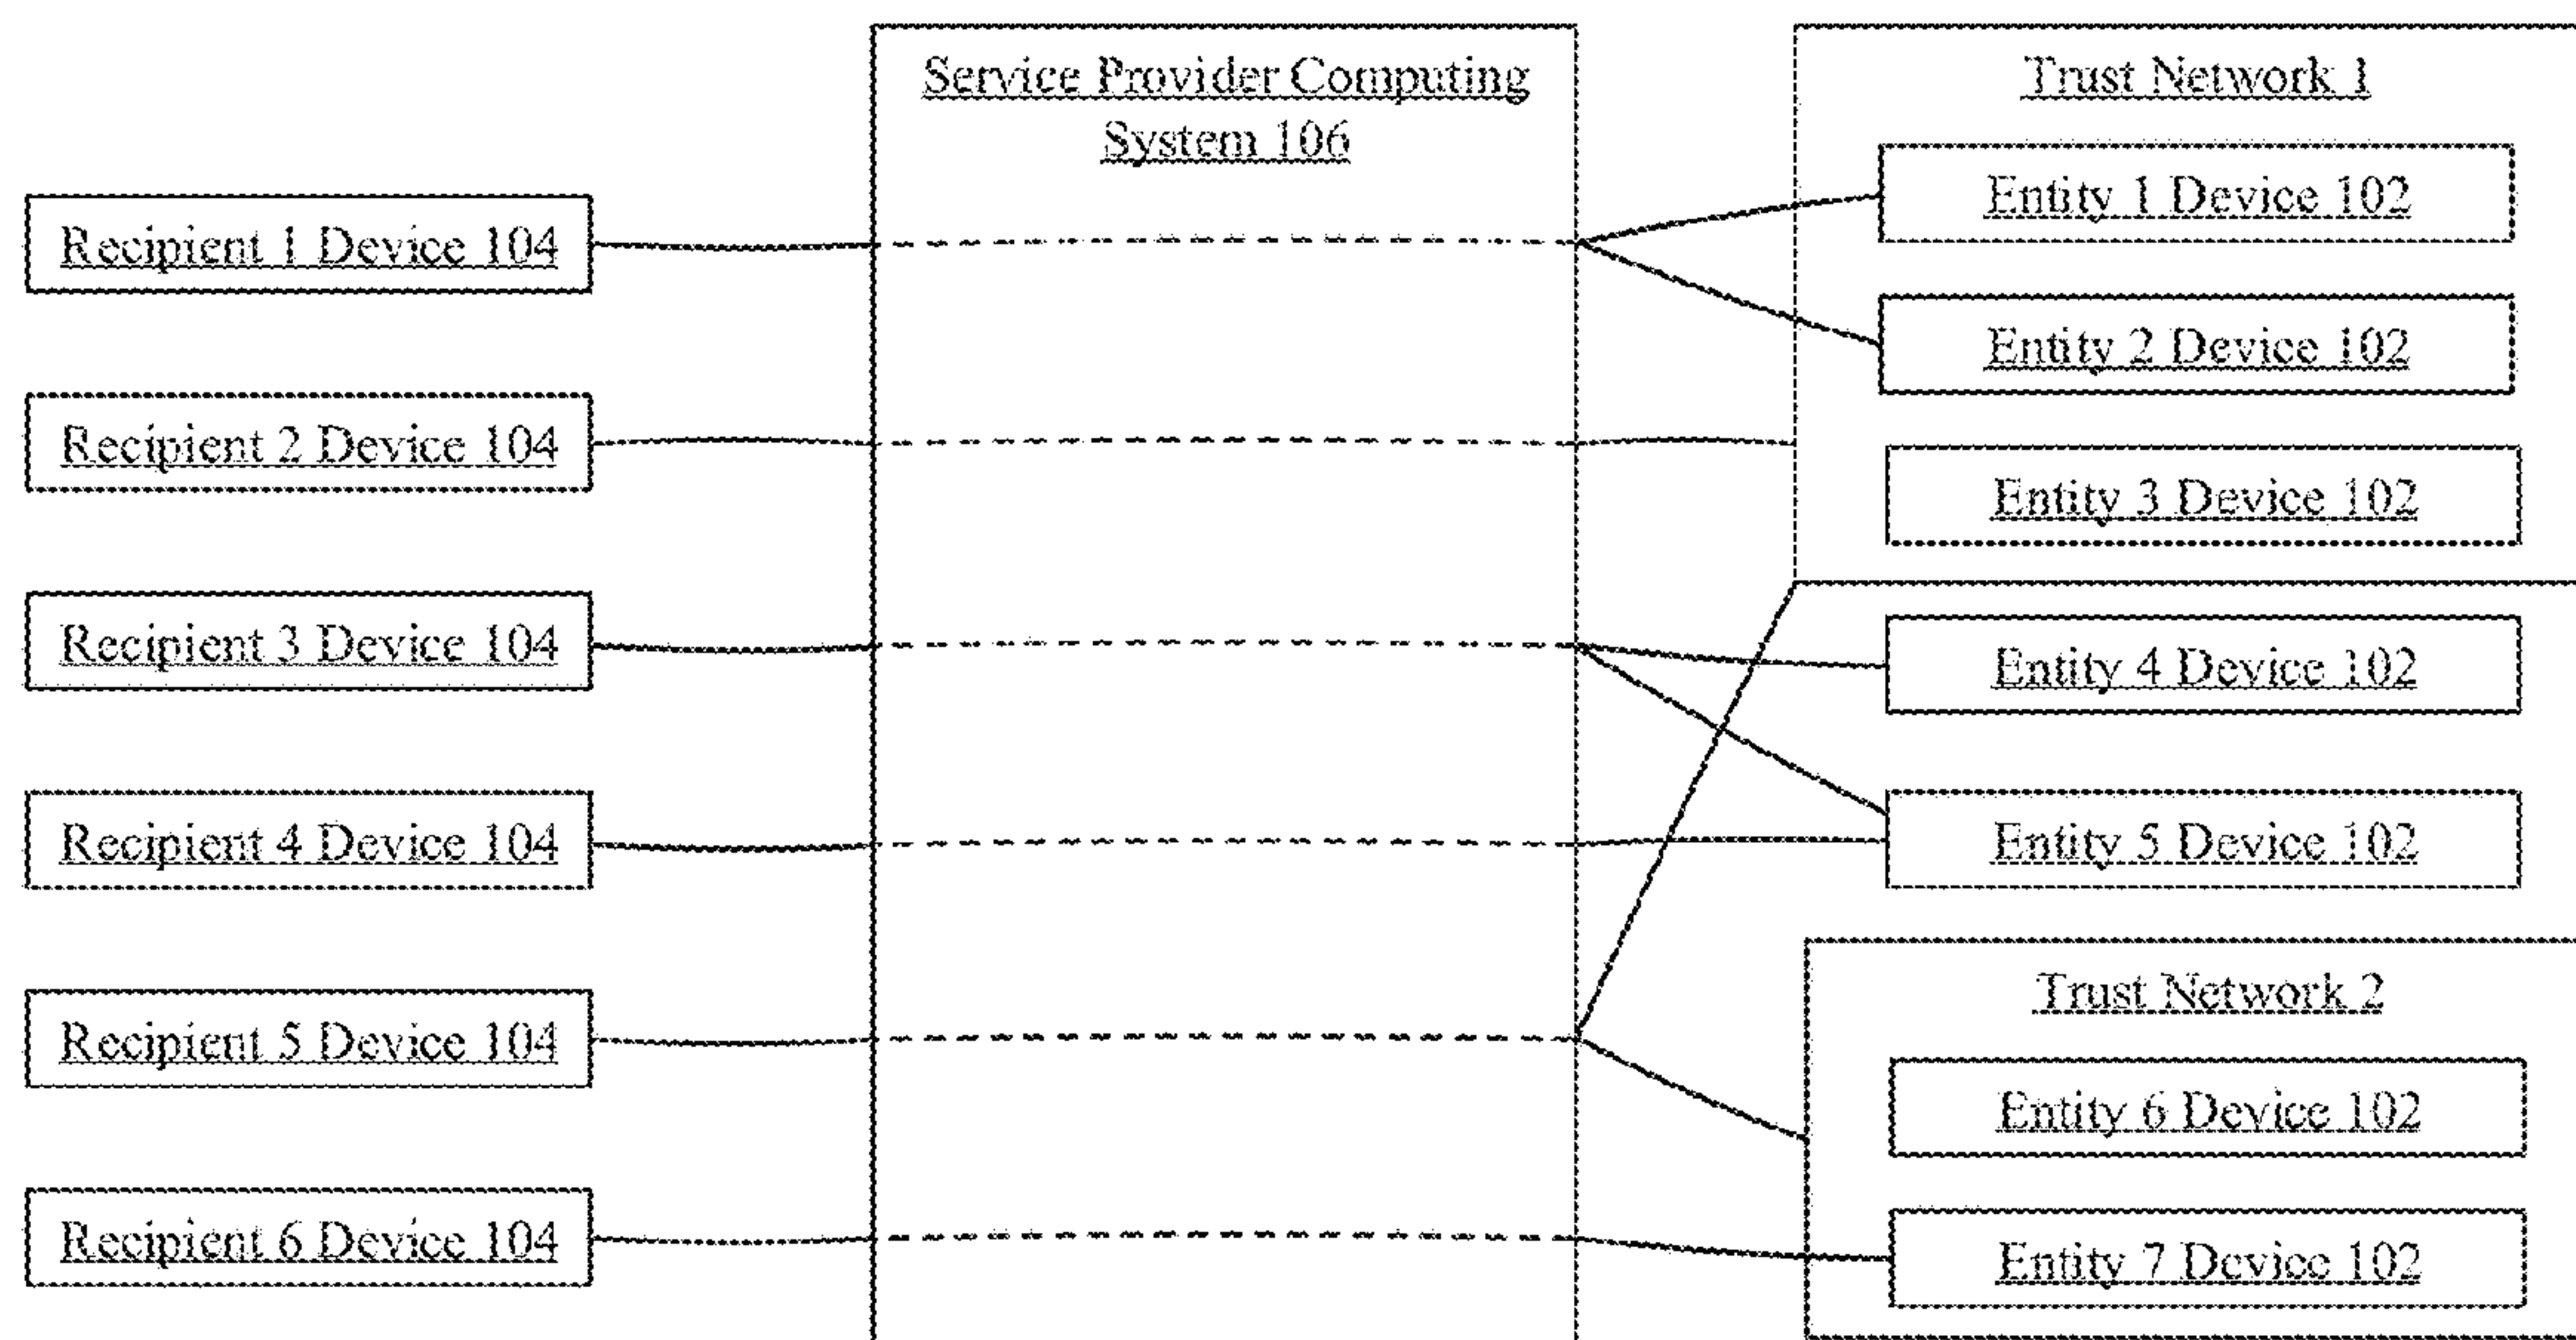 Service Provider Computing
System 106
Trust Network 1
Recipient 1 Device 104
Entity 1 Device 102
Entity 2 Device 102
Recipient 2 Device 104
Entity 3 Device 102
Recipient 3 Device 104
Entity 4 Device 102
Recipient 4 Device 104
Entity 5 Device 102
Recipient 5 Device 104
Trust Network 2
Entity 6 Device 102
Recipient 6 Device 104
Entity 7 Device 102